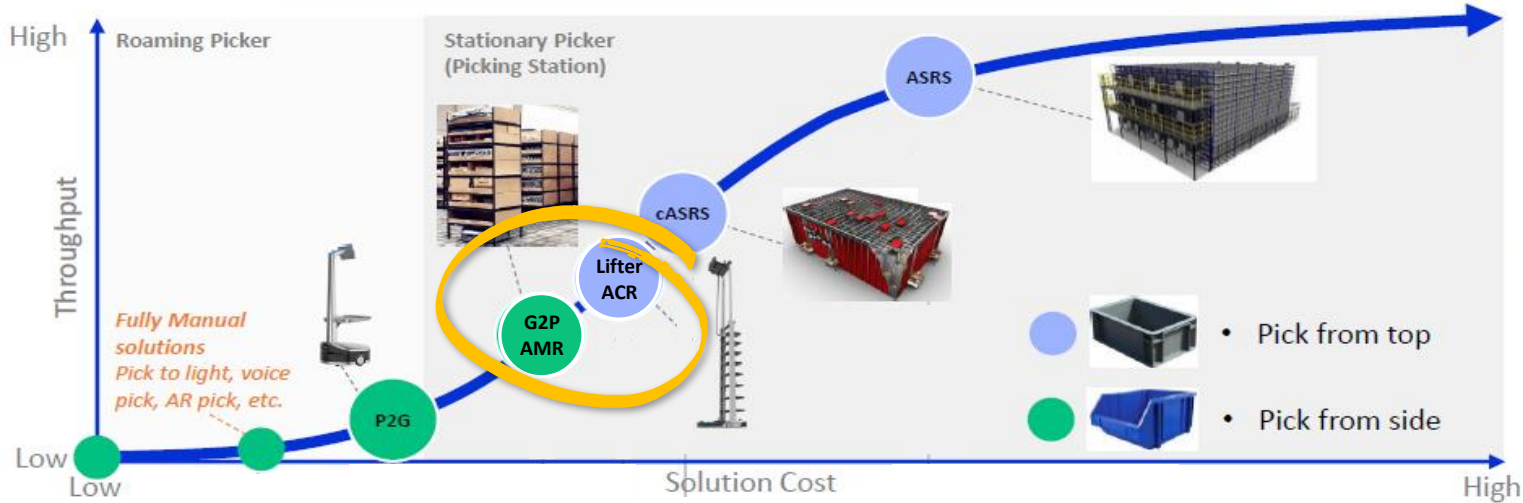 High
Roaming Picker
Stationary Picker
(Picking Station)
ASRS
cASRS
Lifter
ACR
G2P
AMR
Throughput
Fully Manual
solutions
Pick to light, voice
pick, AR pick, etc.
P2G
• Pick from top
• Pick from side
Low
Low
Solution Cost
High